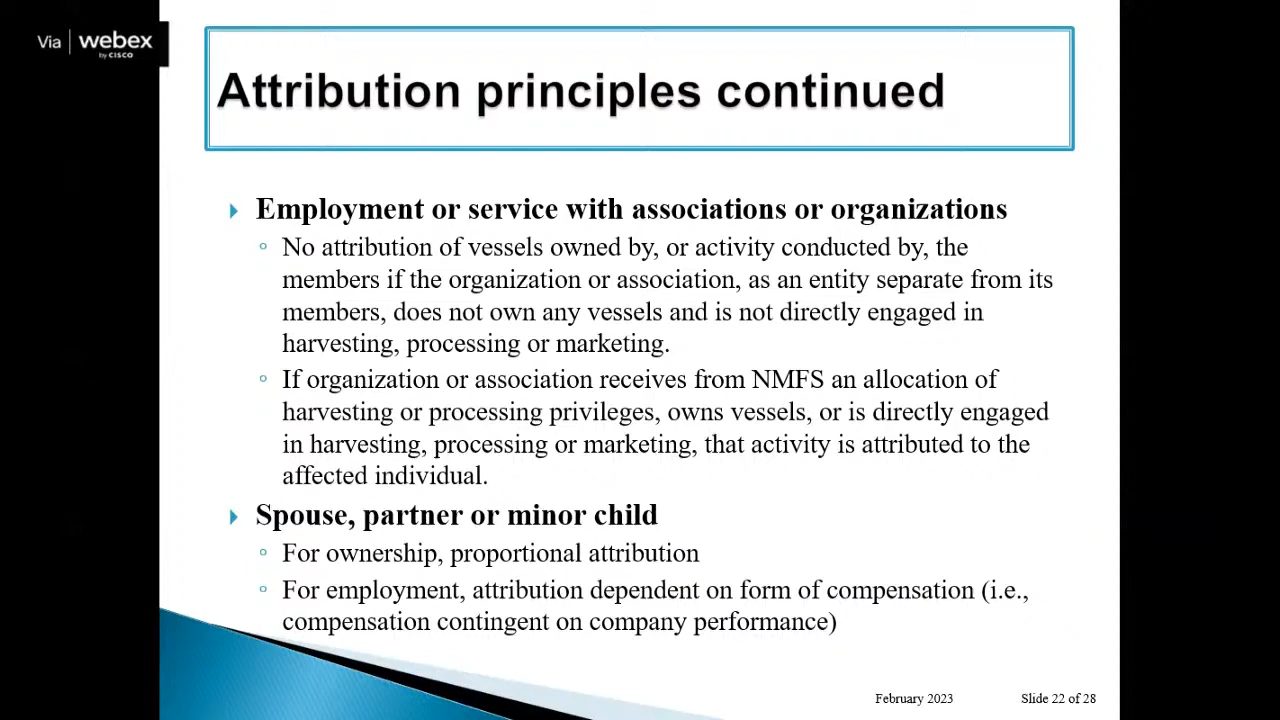 Via webex
by CISCO
Attribution principles continued
Employment or service with associations or organizations
No attribution of vessels owned by, or activity conducted by, the
members if the organization or association, as an entity separate from its
members, does not own any vessels and is not directly engaged in
harvesting, processing or marketing.
If organization or association receives from NMFS an allocation of
harvesting or processing privileges, owns vessels, or is directly engaged
in harvesting, processing or marketing, that activity is attributed to the
affected individual.
Spouse, partner or minor child
For ownership, proportional attribution
For employment, attribution dependent on form of compensation (i.e.,
compensation contingent on company performance)
February 2023 Slide 22 of 28